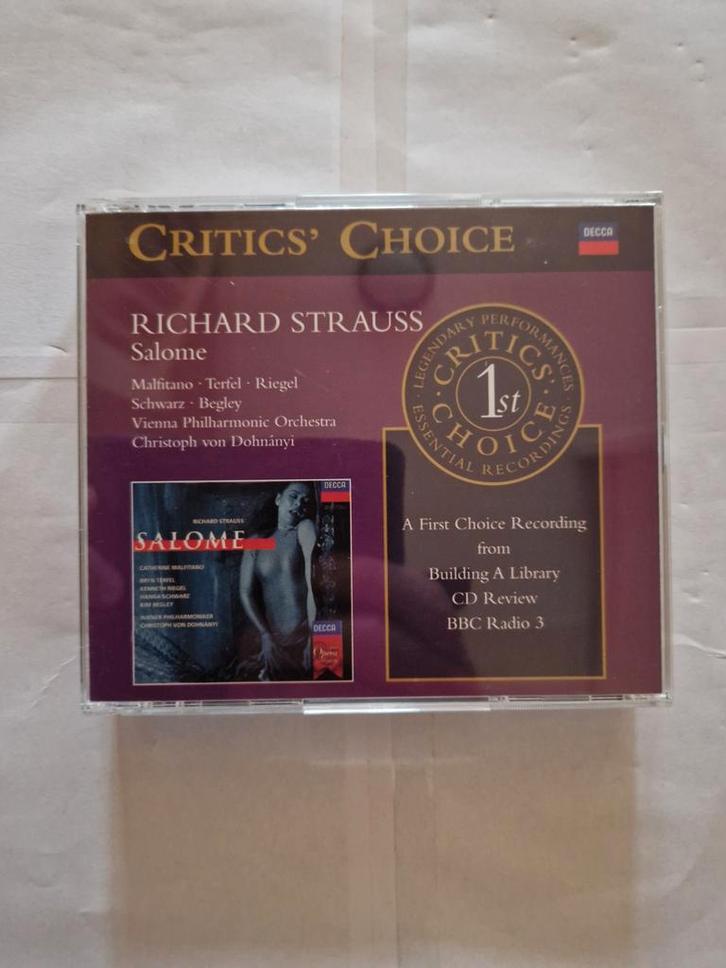 CRITICS' CHOICE
DECCA
RICHARD STRAUSS
Salome
Malfitano · Terfel · Riegel
Schwarz · Begley
Vienna Philharmonic Orchestra
Christoph von Dohnányi
· LEGENDARY PERFORMANCES ·
ESSENTIAL RECORDINGS
· CRITICS' ·
CHOICE
1st
A First Choice Recording
from
Building A Library
CD Review
BBC Radio 3
DECCA
RICHARD STRAUSS
SALOME
CATHERINE MALFITANO
BRYN TERFEL
KENNETH RIEGEL
HANNA SCHWARZ
KIM BEGLEY
WIENER PHILHARMONIKER
CHRISTOPH VON DOHNÁNYI
DECCA
Opera